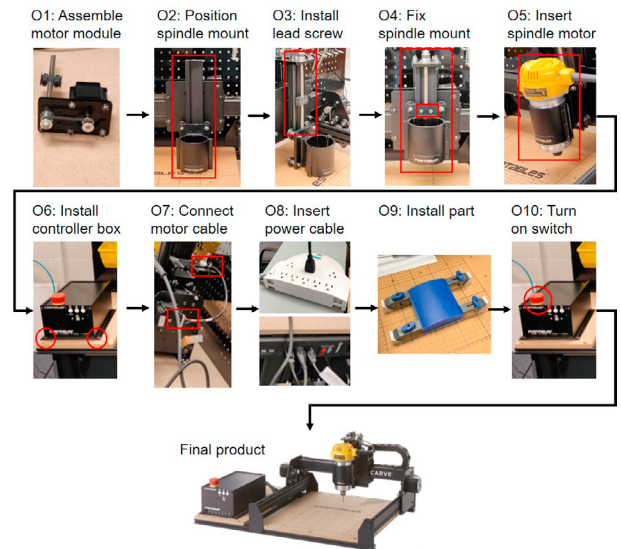 O1: Assemble
motor module
O2: Position
spindle mount
O3: Install
lead screw
O4: Fix
spindle mount
O5: Insert
spindle motor
O6: Install
controller box
O7: Connect
motor cable
O8: Insert
power cable
O9: Install part
O10: Turn
on switch
Final product
CARVE